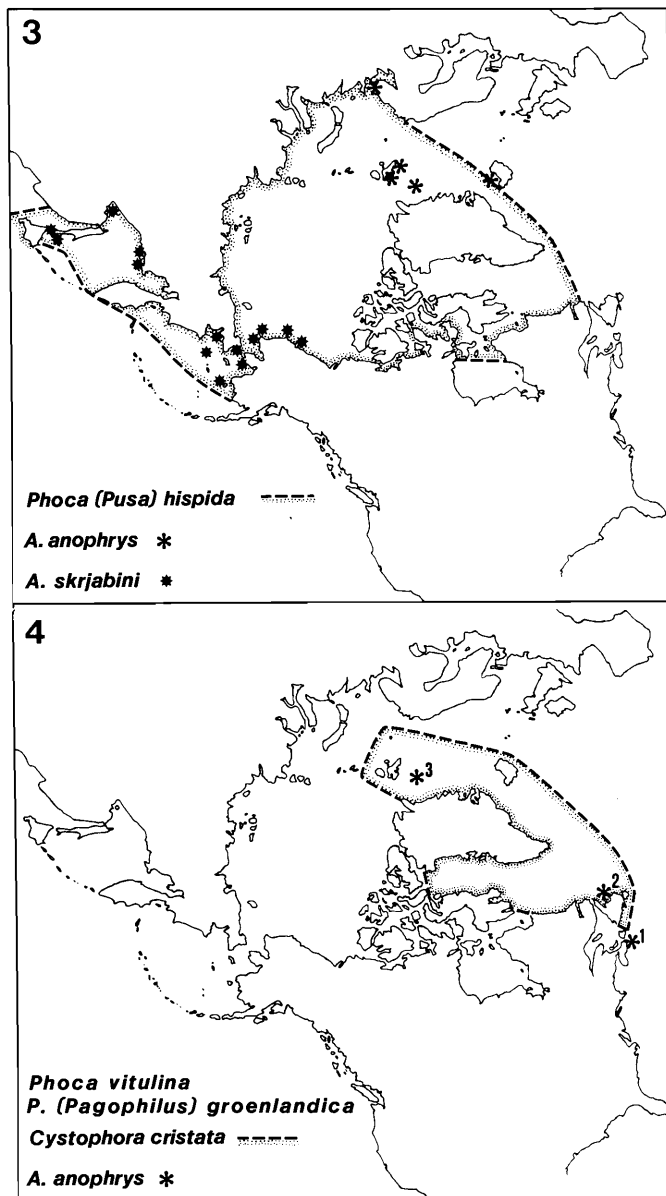 3
Phoca (Pusa) hispida
A. anophrys *
A. skrjabini ✷
4
3
2
1
Phoca vitulina
P. (Pagophilus) groenlandica
Cystophora cristata
A. anophrys *